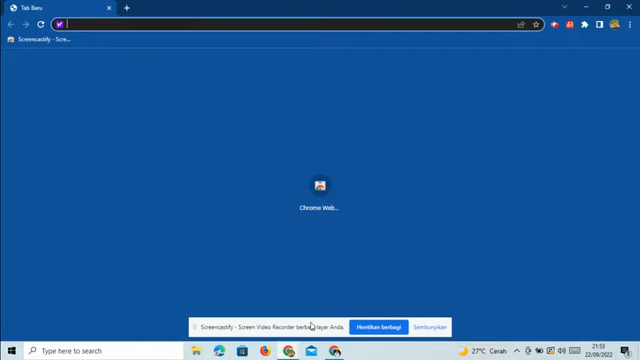 Tab Baru
Screencastify - Scre...
Chrome Web...
Screencastify - Screen Video Recorder berbagi layar Anda.
Hentikan berbagi
Sembunyikan
Type here to search
27°C Cerah
21:53
22/09/2022